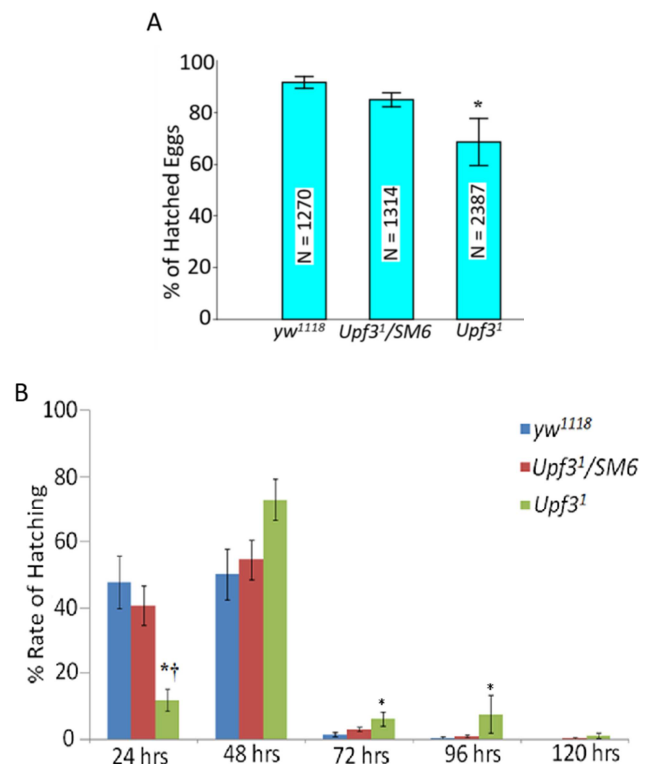 A
100
80
60
40
20
0
% of Hatched Eggs
N = 1270
N = 1314
N = 2387
*
yw¹¹¹⁸ Upf3¹/SM6 Upf3¹
B
100
80
60
40
20
0
% Rate of Hatching
yw¹¹¹⁸
Upf3¹/SM6
Upf3¹
*†
*
*
24 hrs 48 hrs 72 hrs 96 hrs 120 hrs